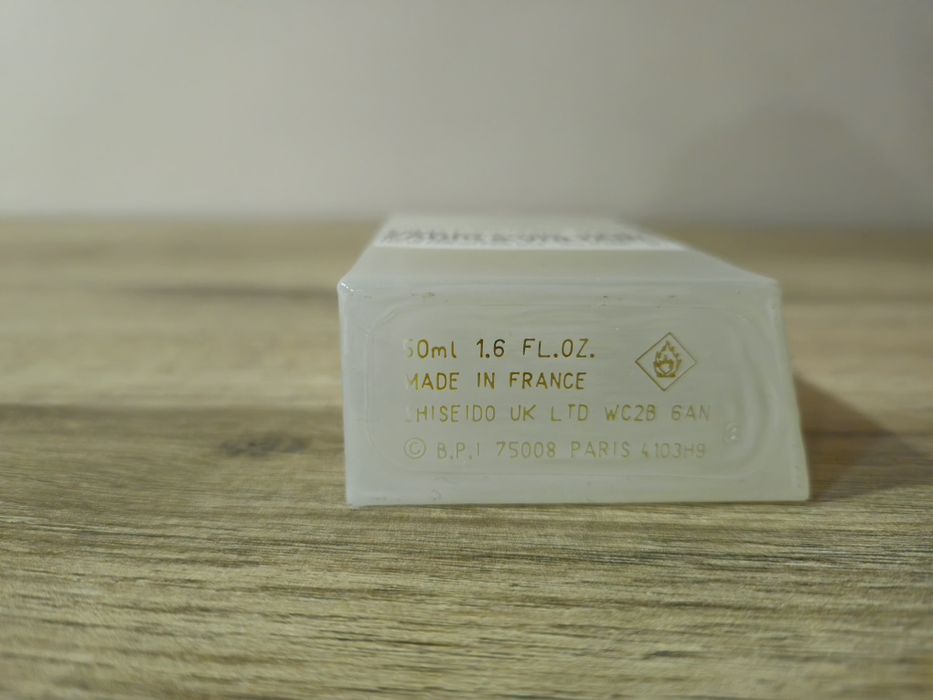 50ml 1.6 FL.OZ.
MADE IN FRANCE
SHISEIDO UK LTD WC2B 6AN
© B.P.I 75008 PARIS 4103H9